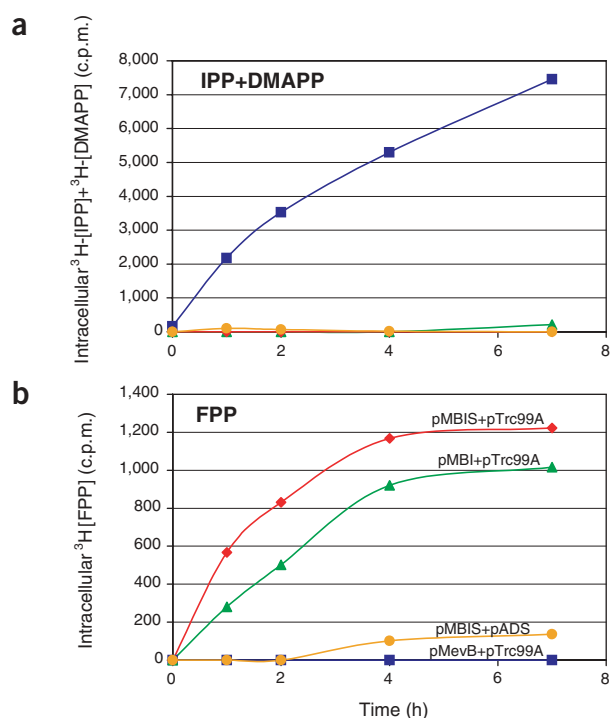 a
Intracellular ³H-[IPP]+³H-[DMAPP] (c.p.m.)
IPP+DMAPP
8,000
7,000
6,000
5,000
4,000
3,000
2,000
1,000
0
0 2 4 6 8
b
Intracellular ³H[FPP] (c.p.m.)
FPP
1,400
1,200
1,000
800
600
400
200
0
pMBIS+pTrc99A
pMBI+pTrc99A
pMBIS+pADS
pMevB+pTrc99A
0 2 4 6 8
Time (h)